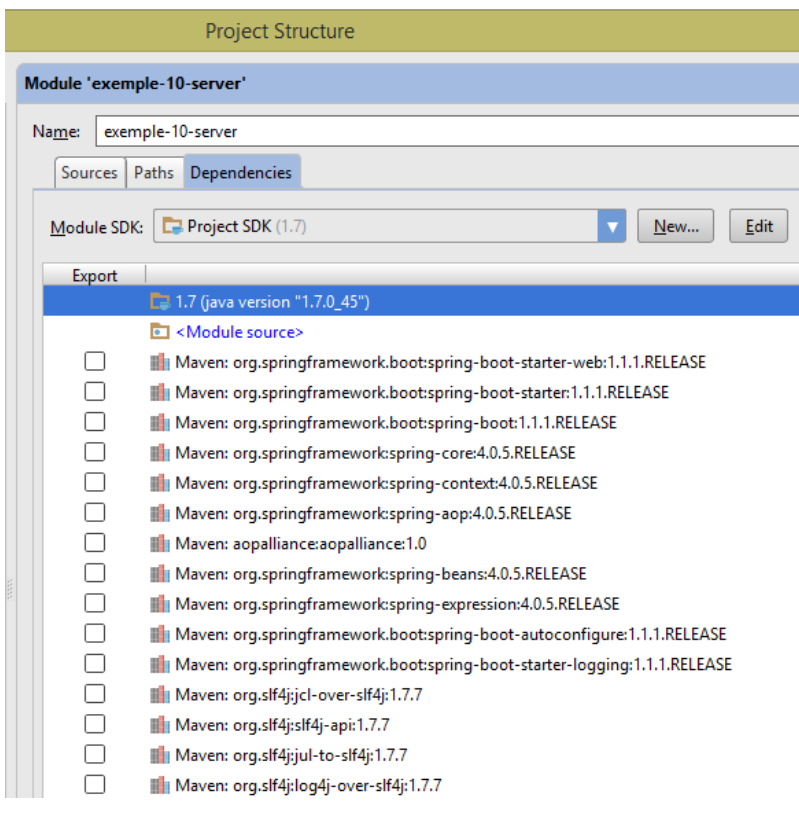 Project Structure
Module 'exemple-10-server'
Name: exemple-10-server
Sources Paths Dependencies
Module SDK: Project SDK (1.7) New... Edit
Export
1.7 (java version "1.7.0_45")
<Module source>
Maven: org.springframework.boot:spring-boot-starter-web:1.1.1.RELEASE
Maven: org.springframework.boot:spring-boot-starter:1.1.1.RELEASE
Maven: org.springframework.boot:spring-boot:1.1.1.RELEASE
Maven: org.springframework:spring-core:4.0.5.RELEASE
Maven: org.springframework:spring-context:4.0.5.RELEASE
Maven: org.springframework:spring-aop:4.0.5.RELEASE
Maven: aopalliance:aopalliance:1.0
Maven: org.springframework:spring-beans:4.0.5.RELEASE
Maven: org.springframework:spring-expression:4.0.5.RELEASE
Maven: org.springframework.boot:spring-boot-autoconfigure:1.1.1.RELEASE
Maven: org.springframework.boot:spring-boot-starter-logging:1.1.1.RELEASE
Maven: org.slf4j:jcl-over-slf4j:1.7.7
Maven: org.slf4j:slf4j-api:1.7.7
Maven: org.slf4j:jul-to-slf4j:1.7.7
Maven: org.slf4j:log4j-over-slf4j:1.7.7